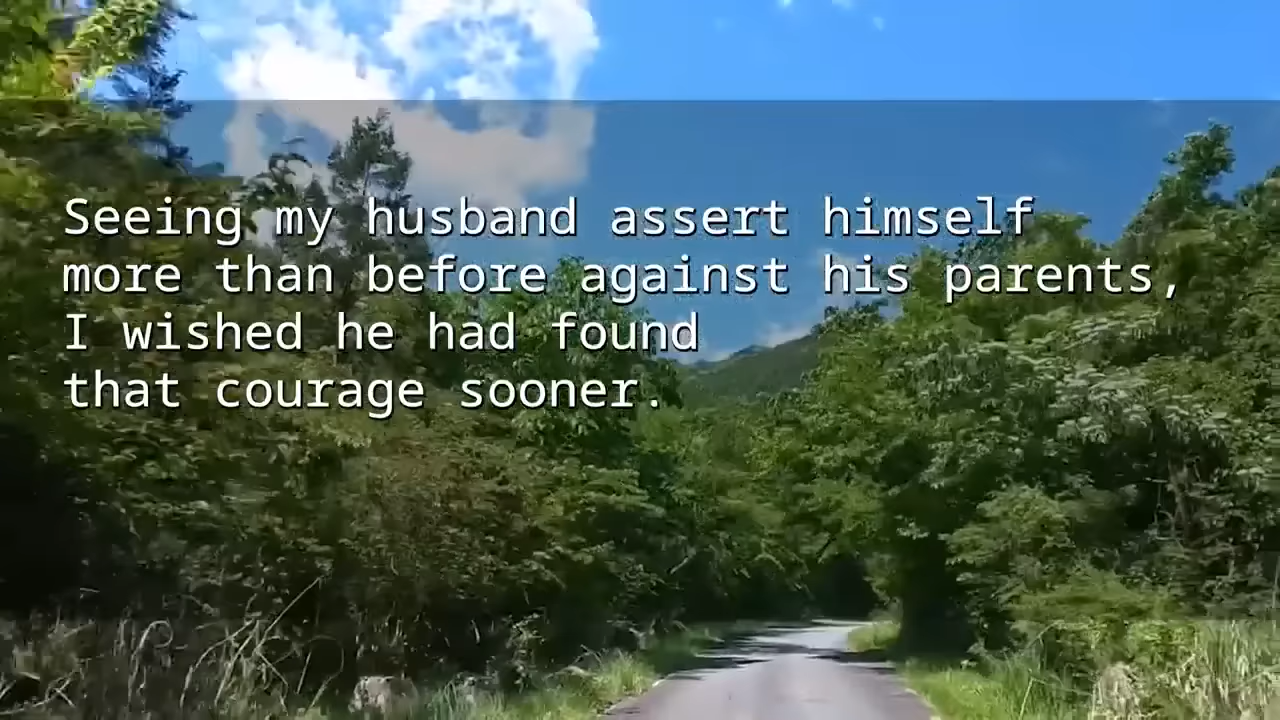 Seeing my husband assert himself
more than before against his parents,
I wished he had found
that courage sooner.